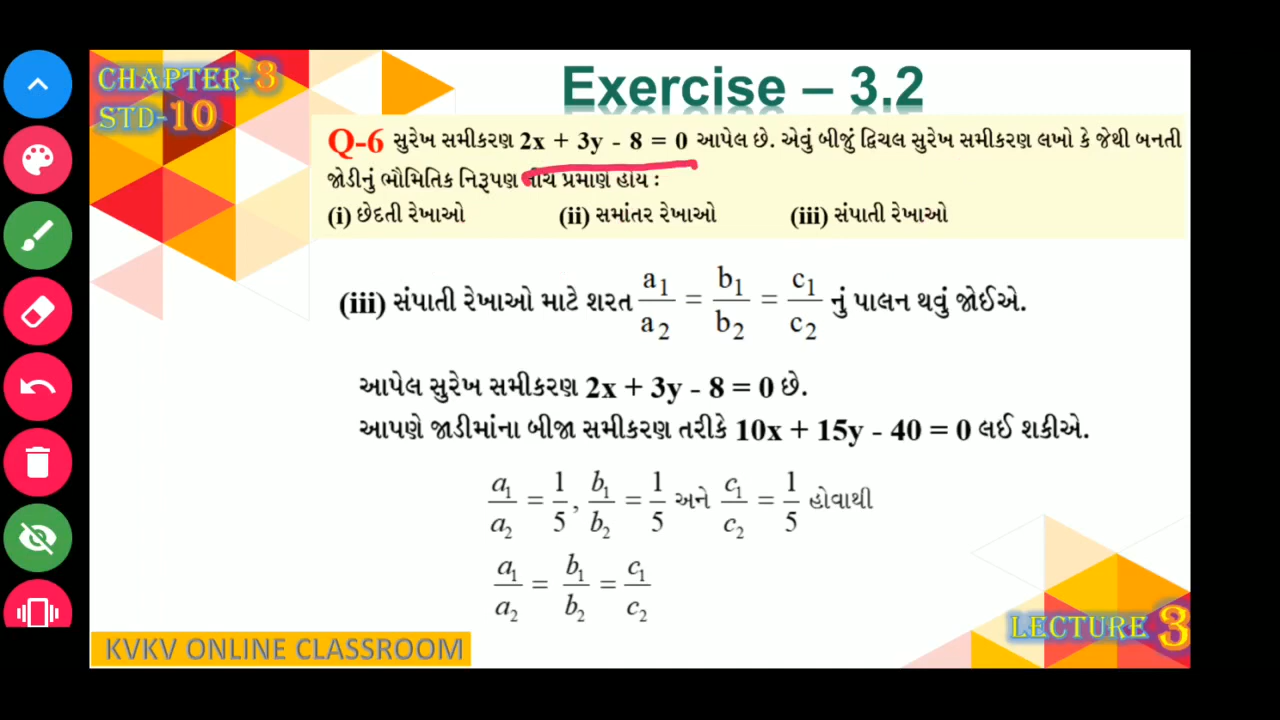 CHAPTER-3
STD-10
Exercise – 3.2
Q-6 સુરેખ સમીકરણ 2x + 3y - 8 = 0 આપેલ છે. એવું બીજું દ્વિચલ સુરેખ સમીકરણ લખો કે જેથી બનતી
જોડીનું ભૌમિતિક નિરૂપણ નીચે પ્રમાણે હોય :
(i) છેદતી રેખાઓ (ii) સમાંતર રેખાઓ (iii) સંપાતી રેખાઓ
(iii) સંપાતી રેખાઓ માટે શરત a1/a2 = b1/b2 = c1/c2 નું પાલન થવું જોઈએ.
આપેલ સુરેખ સમીકરણ 2x + 3y - 8 = 0 છે.
આપણે જાડીમાંના બીજા સમીકરણ તરીકે 10x + 15y - 40 = 0 લઈ શકીએ.
a1/a2 = 1/5, b1/b2 = 1/5 અને c1/c2 = 1/5 હોવાથી
a1/a2 = b1/b2 = c1/c2
LECTURE 3
KVKV ONLINE CLASSROOM